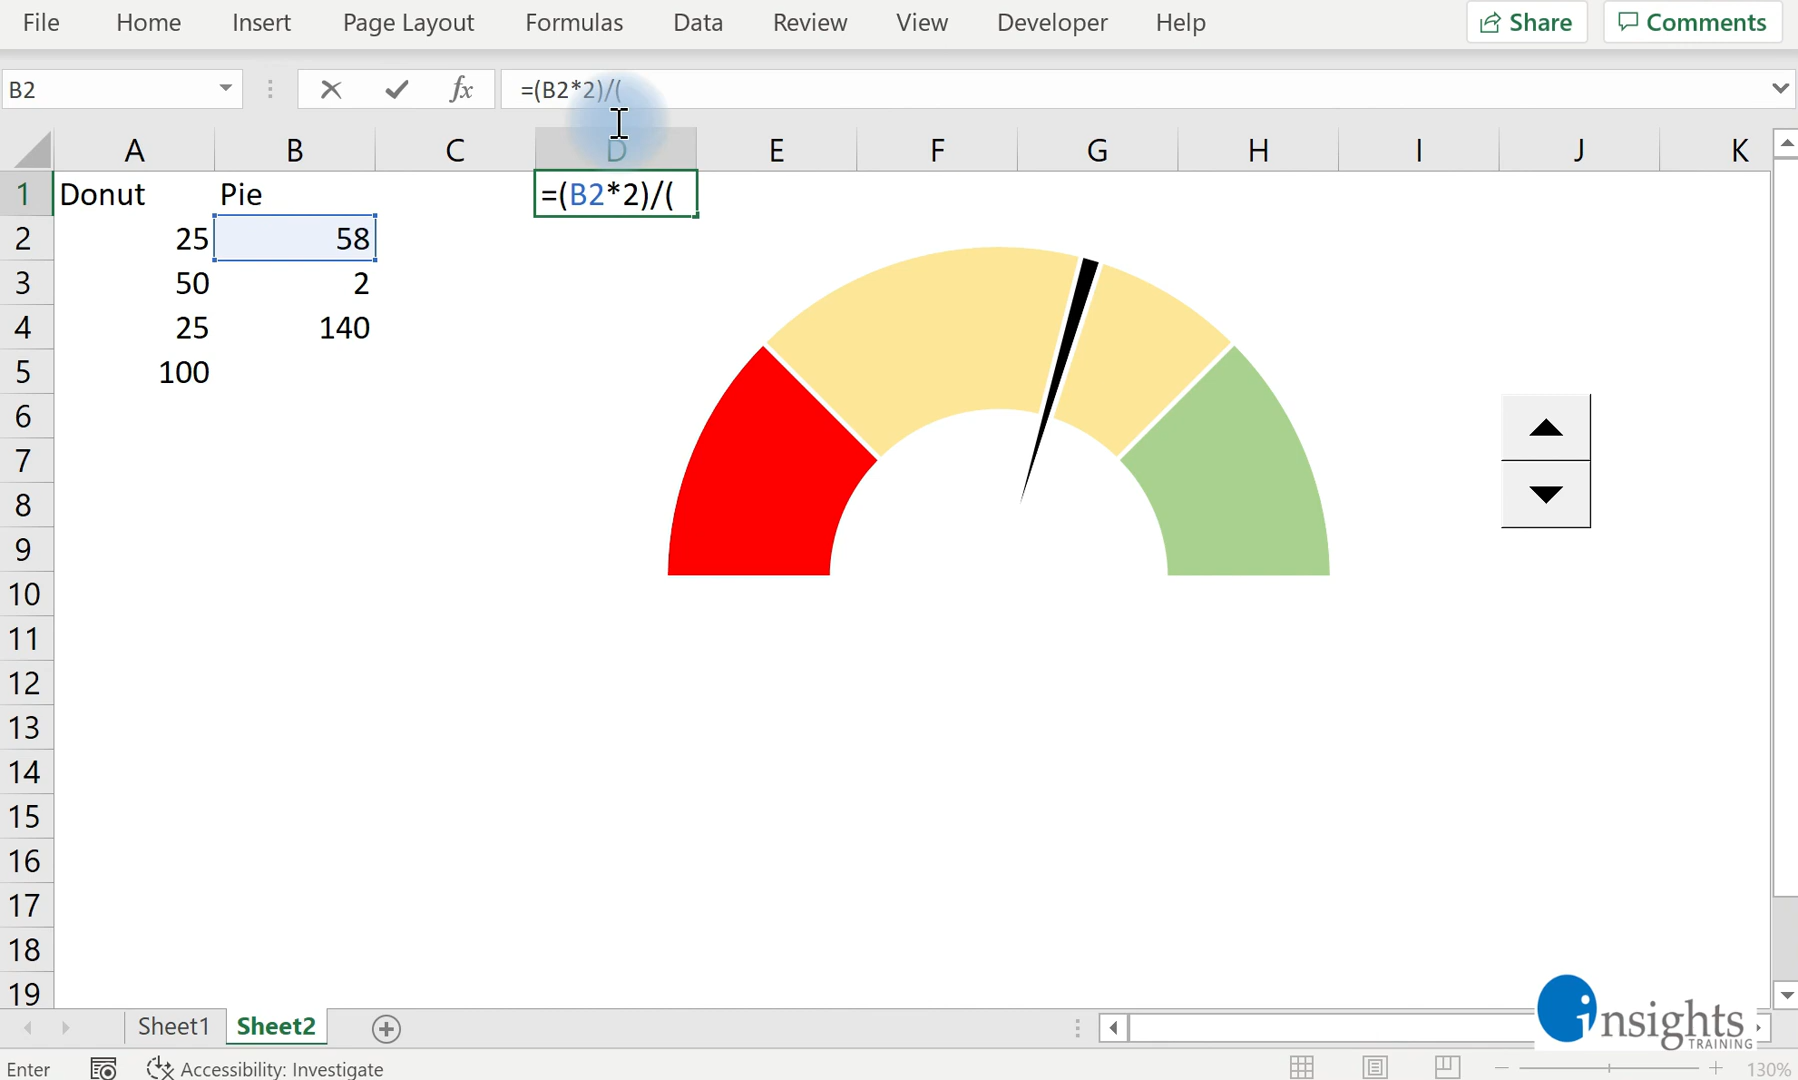 File Home Insert Page Layout Formulas Data Review View Developer Help Share Comments
B2 fx =(B2*2)/(
A B C D E F G H I J K
1 Donut Pie =(B2*2)/(
2 25 58
3 50 2
4 25 140
5 100
6
7
8
9
10
11
12
13
14
15
16
17
18
19
insights
TRAINING
Sheet1 Sheet2
Enter Accessibility: Investigate 130%